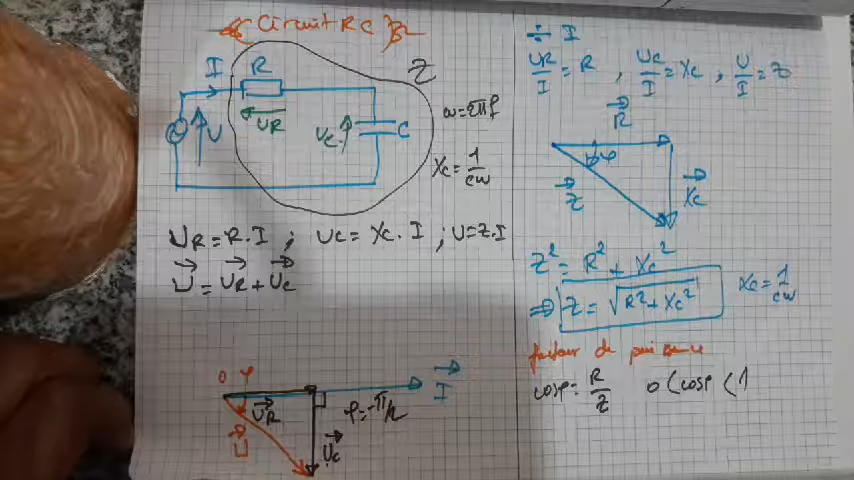 Circuit RC
I R Z
U UR UC C
ω=2πf
XC = 1/cω
UR = R.I ; UC = XC.I ; U=Z.I
U = UR + UC
O φ I
UR φ=-π/2
U UC
÷ I
UR/I = R , UC/I = XC , U/I = Z
R
φ
Z XC
Z² = R² + XC²
⇒ Z = √R²+XC² XC = 1/cω
facteur de puissance
cosφ = R/Z 0 < cosφ < 1